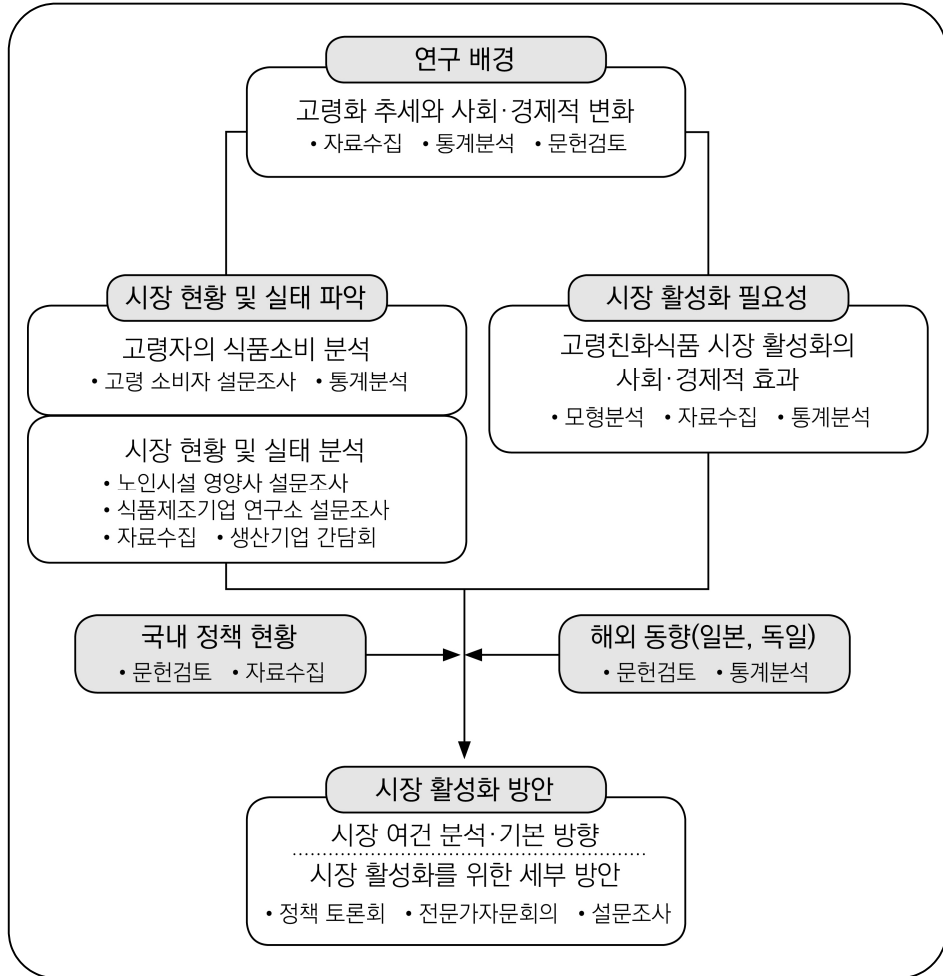 연구 배경
고령화 추세와 사회·경제적 변화
• 자료수집 • 통계분석 • 문헌검토
시장 현황 및 실태 파악
고령자의 식품소비 분석
• 고령 소비자 설문조사 • 통계분석
시장 현황 및 실태 분석
• 노인시설 영양사 설문조사
• 식품제조기업 연구소 설문조사
• 자료수집 • 생산기업 간담회
시장 활성화 필요성
고령친화식품 시장 활성화의
사회·경제적 효과
• 모형분석 • 자료수집 • 통계분석
국내 정책 현황
• 문헌검토 • 자료수집
해외 동향(일본, 독일)
• 문헌검토 • 통계분석
시장 활성화 방안
시장 여건 분석·기본 방향
시장 활성화를 위한 세부 방안
• 정책 토론회 • 전문가자문회의 • 설문조사